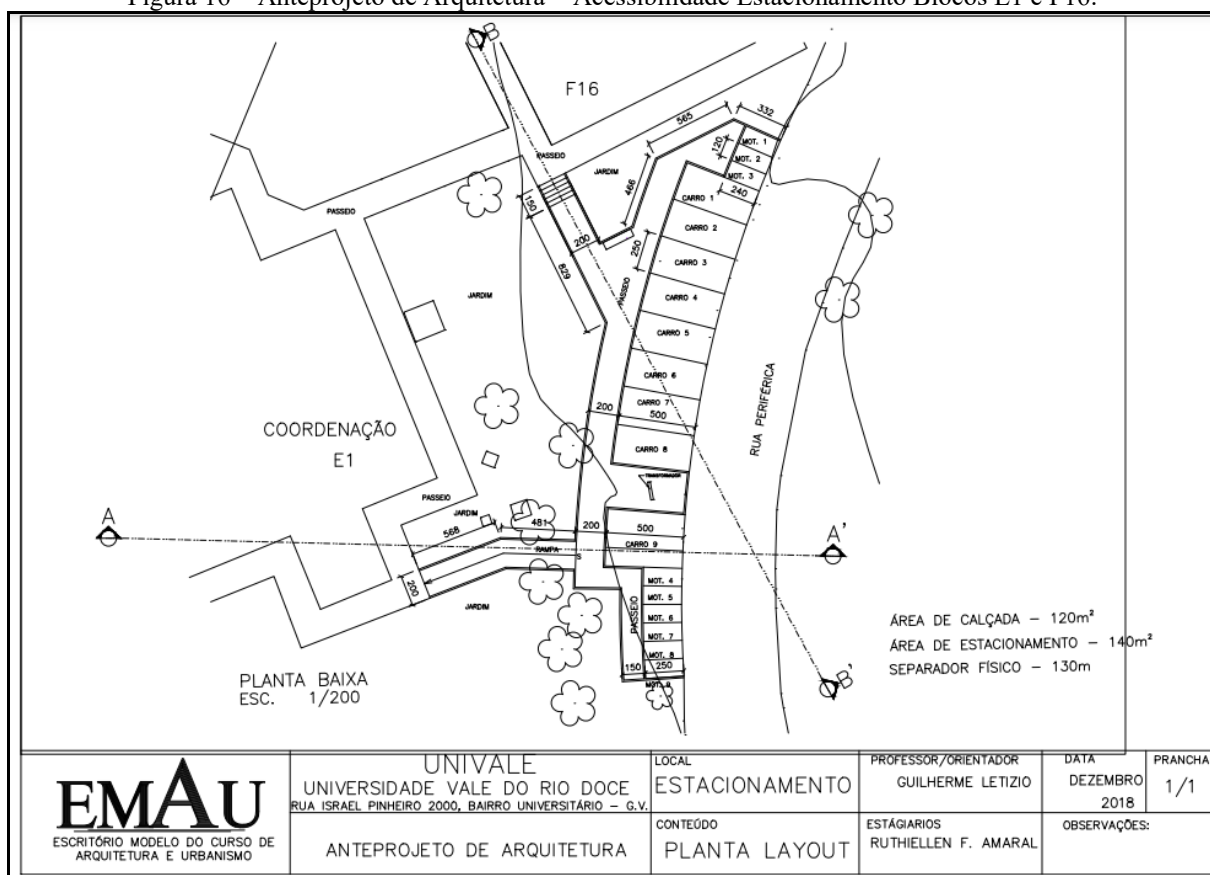 Figura 16 – Anteprojeto de Arquitetura – Acessibilidade Estacionamento Blocos E1 e F16.
B
F16
565
332
120
MOT. 1
MOT. 2
MOT. 3
240
PASSEIO
JARDIM
466
PASSEIO
150
200
829
250
PASSEIO
CARRO 1
CARRO 2
CARRO 3
CARRO 4
CARRO 5
CARRO 6
CARRO 7
200
500
CARRO 8
JARDIM
RUA PERIFÉRICA
COORDENAÇÃO
E1
TRANSFORMADOR
PASSEIO
JARDIM
A
568
481
200
500
A'
RAMPA
S
CARRO 9
200
JARDIM
MOT. 4
MOT. 5
MOT. 6
MOT. 7
MOT. 8
PASSEIO
150
250
MOT. 9
B'
ÁREA DE CALÇADA – 120m²
ÁREA DE ESTACIONAMENTO – 140m²
SEPARADOR FÍSICO – 130m
PLANTA BAIXA
ESC. 1/200
EMAU
ESCRITÓRIO MODELO DO CURSO DE
ARQUITETURA E URBANISMO
UNIVALE
UNIVERSIDADE VALE DO RIO DOCE
RUA ISRAEL PINHEIRO 2000, BAIRRO UNIVERSITÁRIO – G.V.
ANTEPROJETO DE ARQUITETURA
LOCAL
ESTACIONAMENTO
CONTEÚDO
PLANTA LAYOUT
PROFESSOR/ORIENTADOR
GUILHERME LETIZIO
ESTÁGIARIOS
RUTHIELLEN F. AMARAL
DATA
DEZEMBRO
2018
PRANCHA
1/1
OBSERVAÇÕES: